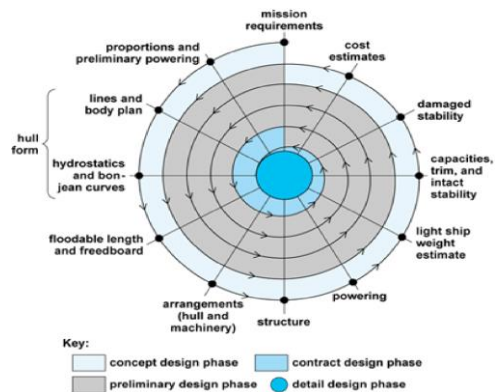 mission
requirements
proportions and
preliminary powering
cost
estimates
lines and
body plan
damaged
stability
hull
form
hydrostatics
and bon-
jean curves
capacities,
trim, and
intact
stability
floodable length
and freedboard
light ship
weight
estimate
arrangements
(hull and
machinery)
powering
structure
Key:
concept design phase
contract design phase
preliminary design phase
detail design phase